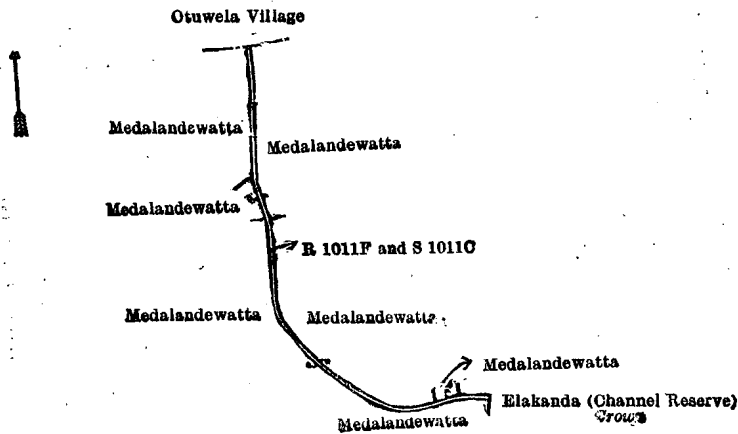 Otuwela Village
Medalandewatta
Medalandewatta
Medalandewatta
R 1011F and S 1011C
Medalandewatta
Medalandewatta
Medalandewatta
Elakanda (Channel Reserve)
Crown
Medalandewatta